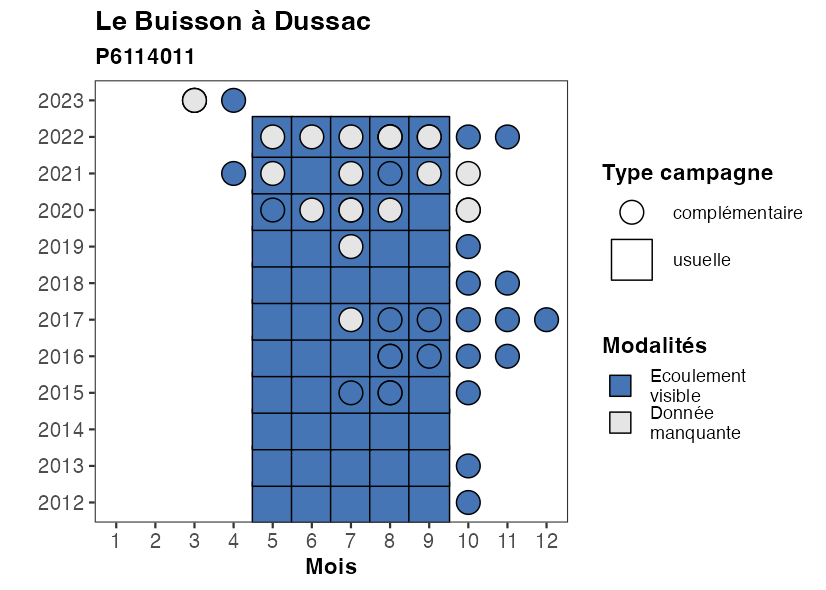 Le Buisson à Dussac
P6114011
2023
2022
2021
2020
2019
2018
2017
2016
2015
2014
2013
2012
1 2 3 4 5 6 7 8 9 10 11 12
Mois
Type campagne
complémentaire
usuelle
Modalités
Ecoulement
visible
Donnée
manquante